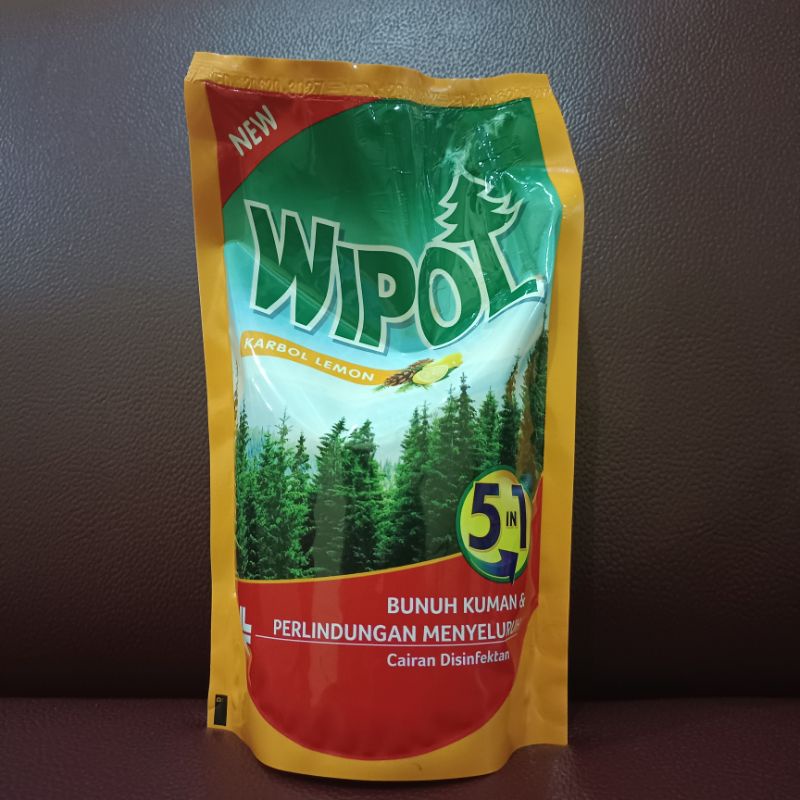 NEW
WIPOL
KARBOL LEMON
5 IN 1
BUNUH KUMAN &
PERLINDUNGAN MENYELURUH
Cairan Disinfektan